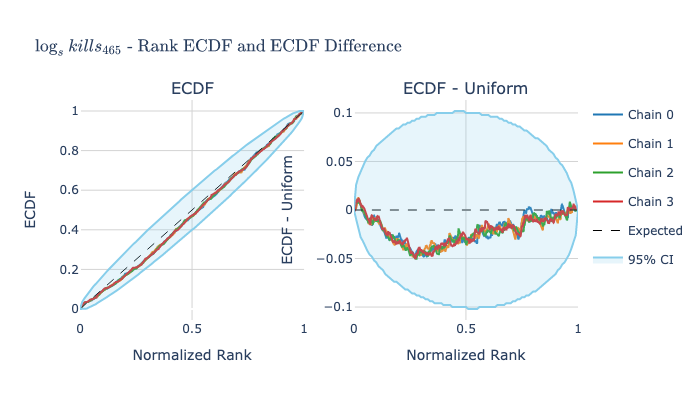 log_s kills_465 - Rank ECDF and ECDF Difference
ECDF
ECDF - Uniform
1
0.8
0.6
0.4
0.2
0
0
0.5
1
ECDF
Normalized Rank
0.1
0.05
0
−0.05
−0.1
0
0.5
1
ECDF - Uniform
Normalized Rank
Chain 0
Chain 1
Chain 2
Chain 3
Expected
95% CI